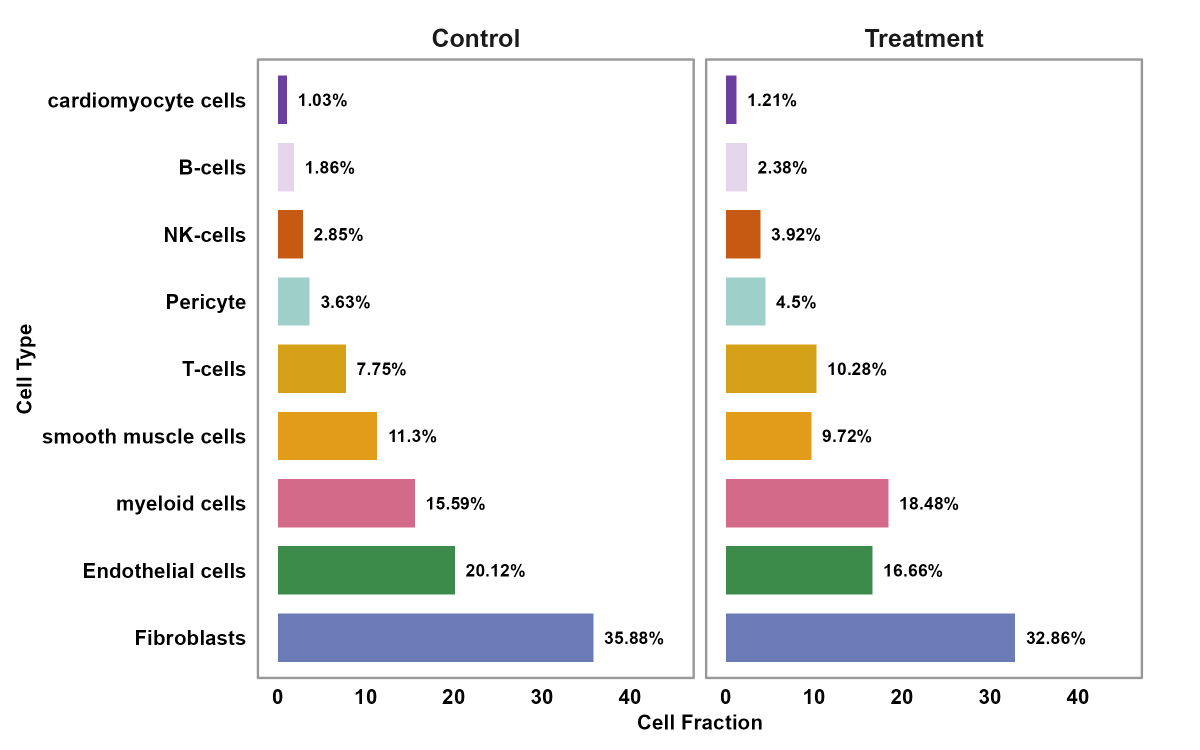 Control
Treatment
cardiomyocyte cells
1.03%
1.21%
B-cells
1.86%
2.38%
NK-cells
2.85%
3.92%
Pericyte
3.63%
4.5%
T-cells
7.75%
10.28%
smooth muscle cells
11.3%
9.72%
myeloid cells
15.59%
18.48%
Endothelial cells
20.12%
16.66%
Fibroblasts
35.88%
32.86%
Cell Type
0 10 20 30 40
0 10 20 30 40
Cell Fraction